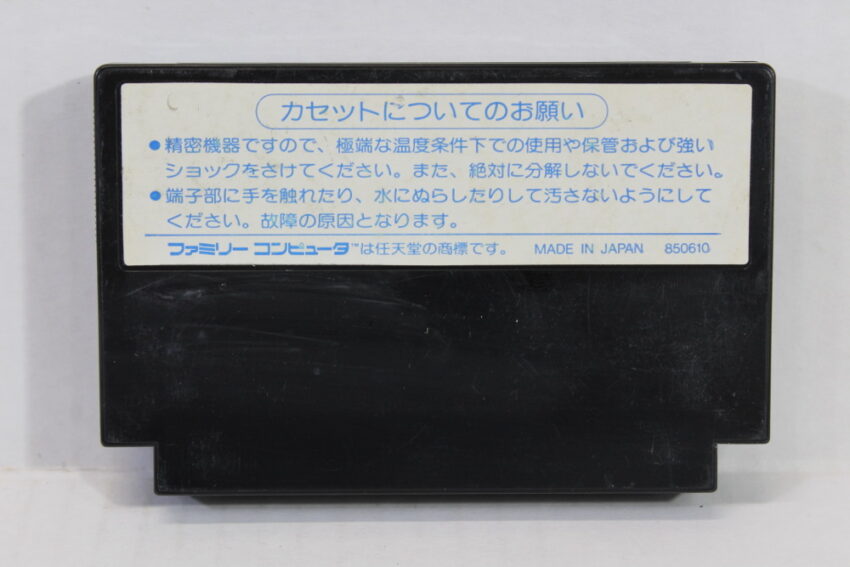 カセットについてのお願い
●精密機器ですので、極端な温度条件下での使用や保管および強い
ショックをさけてください。また、絶対に分解しないでください。
●端子部に手を触れたり、水にぬらしたりして汚さないようにして
ください。故障の原因となります。
ファミリーコンピュータ™は任天堂の商標です。 MADE IN JAPAN 850610